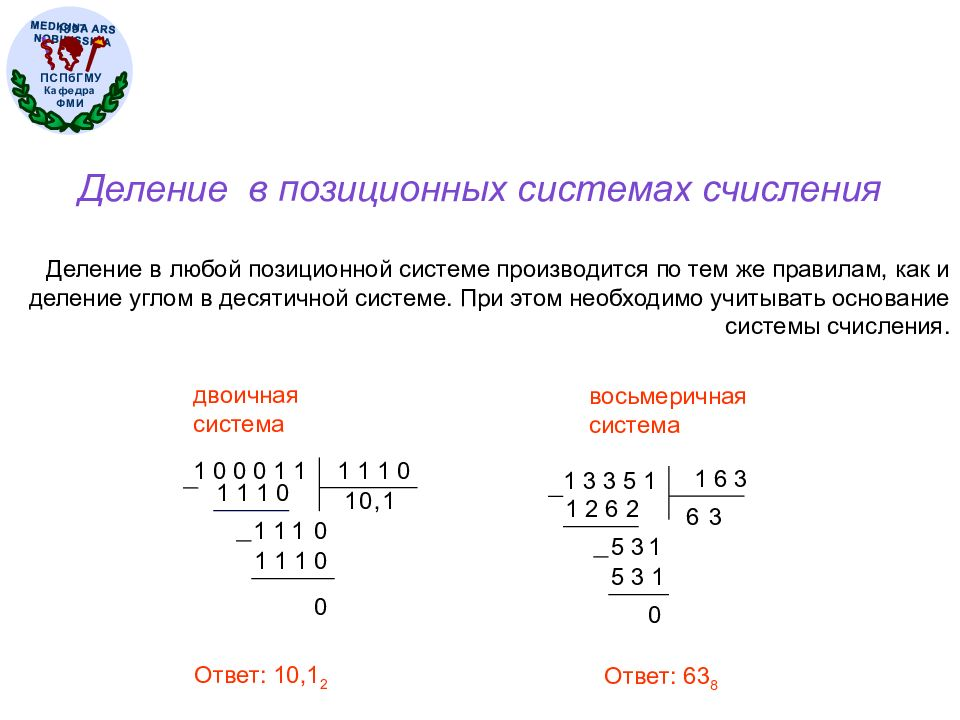 MEDICINA ARS
1897
NOBILISSIMA
ПСПбГМУ
Кафедра
ФМИ
Деление в позиционных системах счисления
Деление в любой позиционной системе производится по тем же правилам, как и
деление углом в десятичной системе. При этом необходимо учитывать основание
системы счисления.
двоичная
система
1 0 0 0 1 1 1 1 1 0
1 1 1 0 10,1
1 1 1 0
1 1 1 0
0
Ответ: 10,1₂
восьмеричная
система
1 3 3 5 1 1 6 3
1 2 6 2 6 3
5 3 1
5 3 1
0
Ответ: 63₈